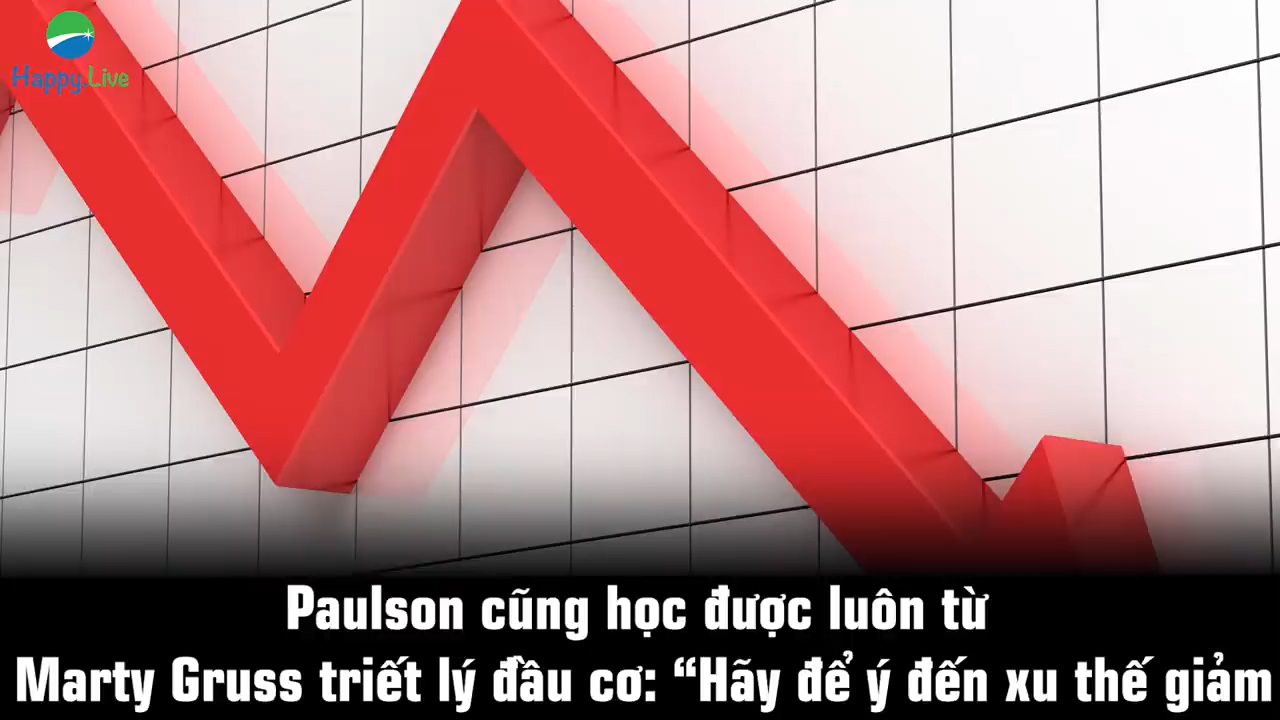 Happy.Live
Paulson cũng học được luôn từ
Marty Gruss triết lý đầu cơ: “Hãy để ý đến xu thế giảm